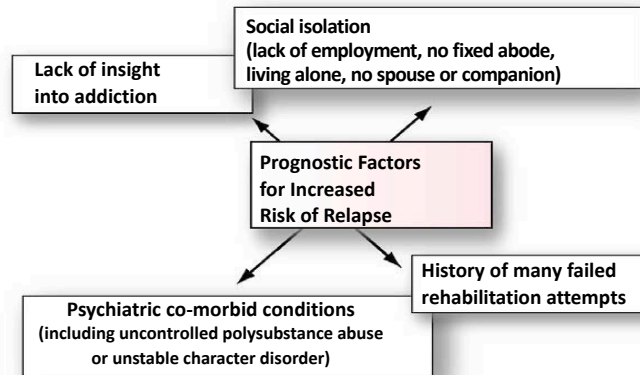 Social isolation
(lack of employment, no fixed abode,
living alone, no spouse or companion)
Lack of insight
into addiction
Prognostic Factors
for Increased
Risk of Relapse
History of many failed
rehabilitation attempts
Psychiatric co-morbid conditions
(including uncontrolled polysubstance abuse
or unstable character disorder)